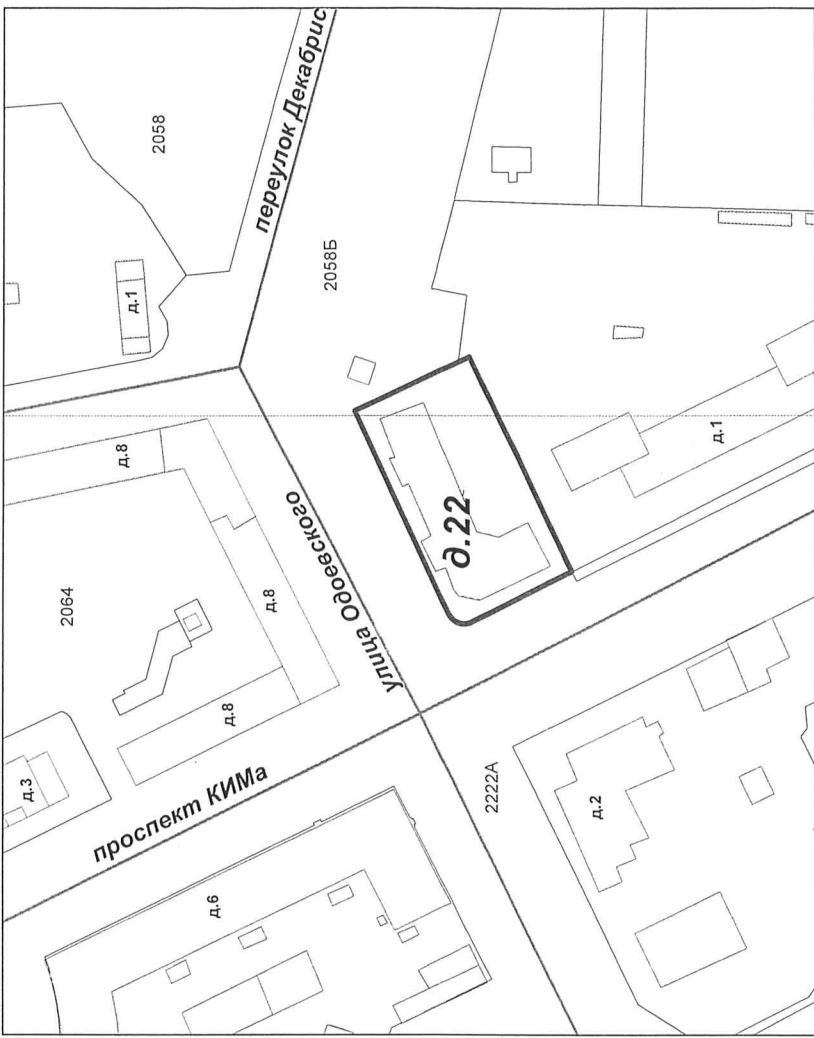 2058
переулок Декабрис
д.1
2058Б
д.8
2064
улица Одоевского
д.8
д.22
д.1
д.8
д.3
проспект КИМа
2222А
д.2
д.6